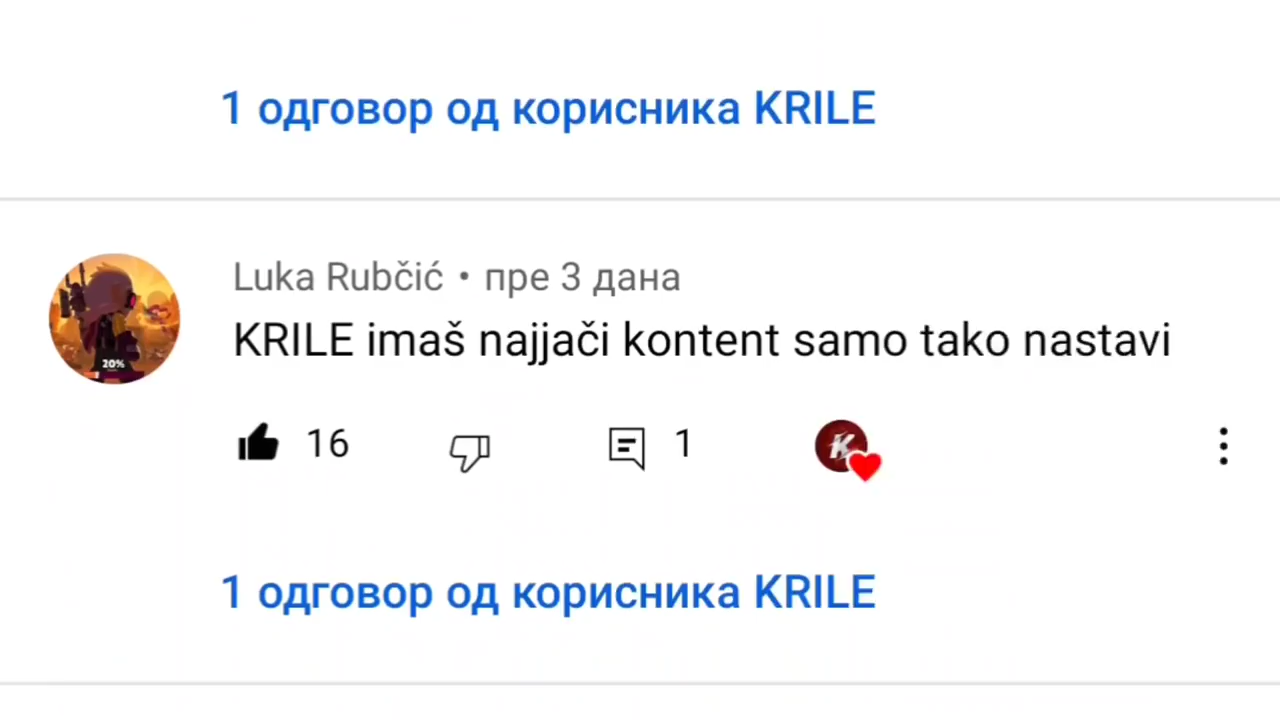 1 одговор од корисника KRILE
Luka Rubčić • пре 3 дана
KRILE imaš najjači kontent samo tako nastavi
20%
16
1
K
1 одговор од корисника KRILE